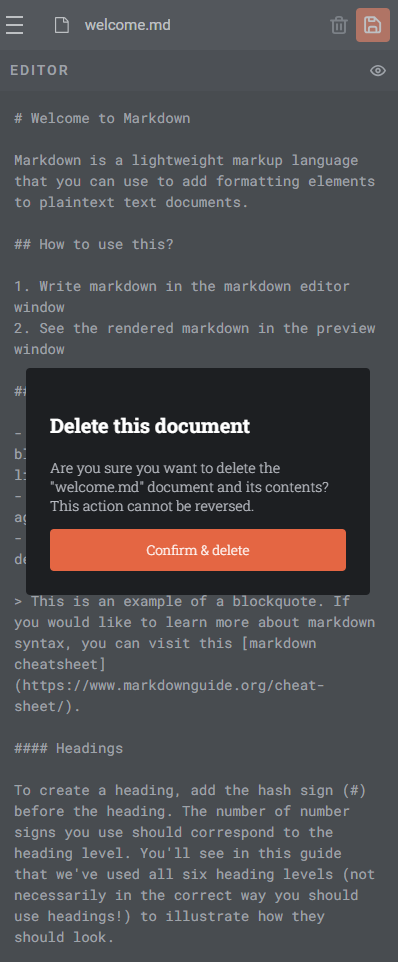 welcome.md
EDITOR
# Welcome to Markdown
Markdown is a lightweight markup language
that you can use to add formatting elements
to plaintext text documents.
## How to use this?
1. Write markdown in the markdown editor
window
2. See the rendered markdown in the preview
window
##
-
bl
li
-
ag
-
de
Delete this document
Are you sure you want to delete the
"welcome.md" document and its contents?
This action cannot be reversed.
Confirm & delete
> This is an example of a blockquote. If
you would like to learn more about markdown
syntax, you can visit this [markdown
cheatsheet]
(https://www.markdownguide.org/cheat-
sheet/).
#### Headings
To create a heading, add the hash sign (#)
before the heading. The number of number
signs you use should correspond to the
heading level. You'll see in this guide
that we've used all six heading levels (not
necessarily in the correct way you should
use headings!) to illustrate how they
should look.